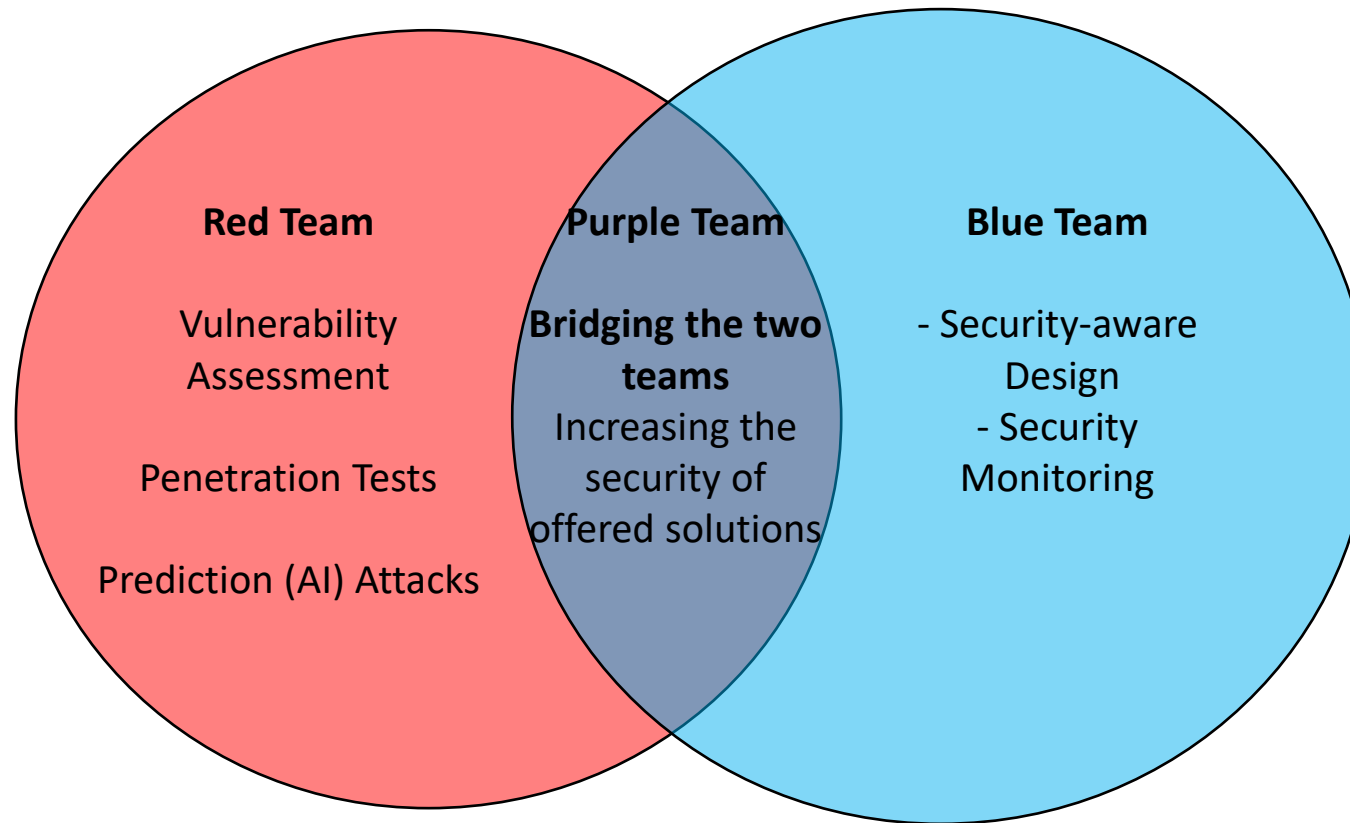 Red Team
Vulnerability
Assessment
Penetration Tests
Prediction (AI) Attacks
Purple Team
Bridging the two
teams
Increasing the
security of
offered solutions
Blue Team
- Security-aware
Design
- Security
Monitoring